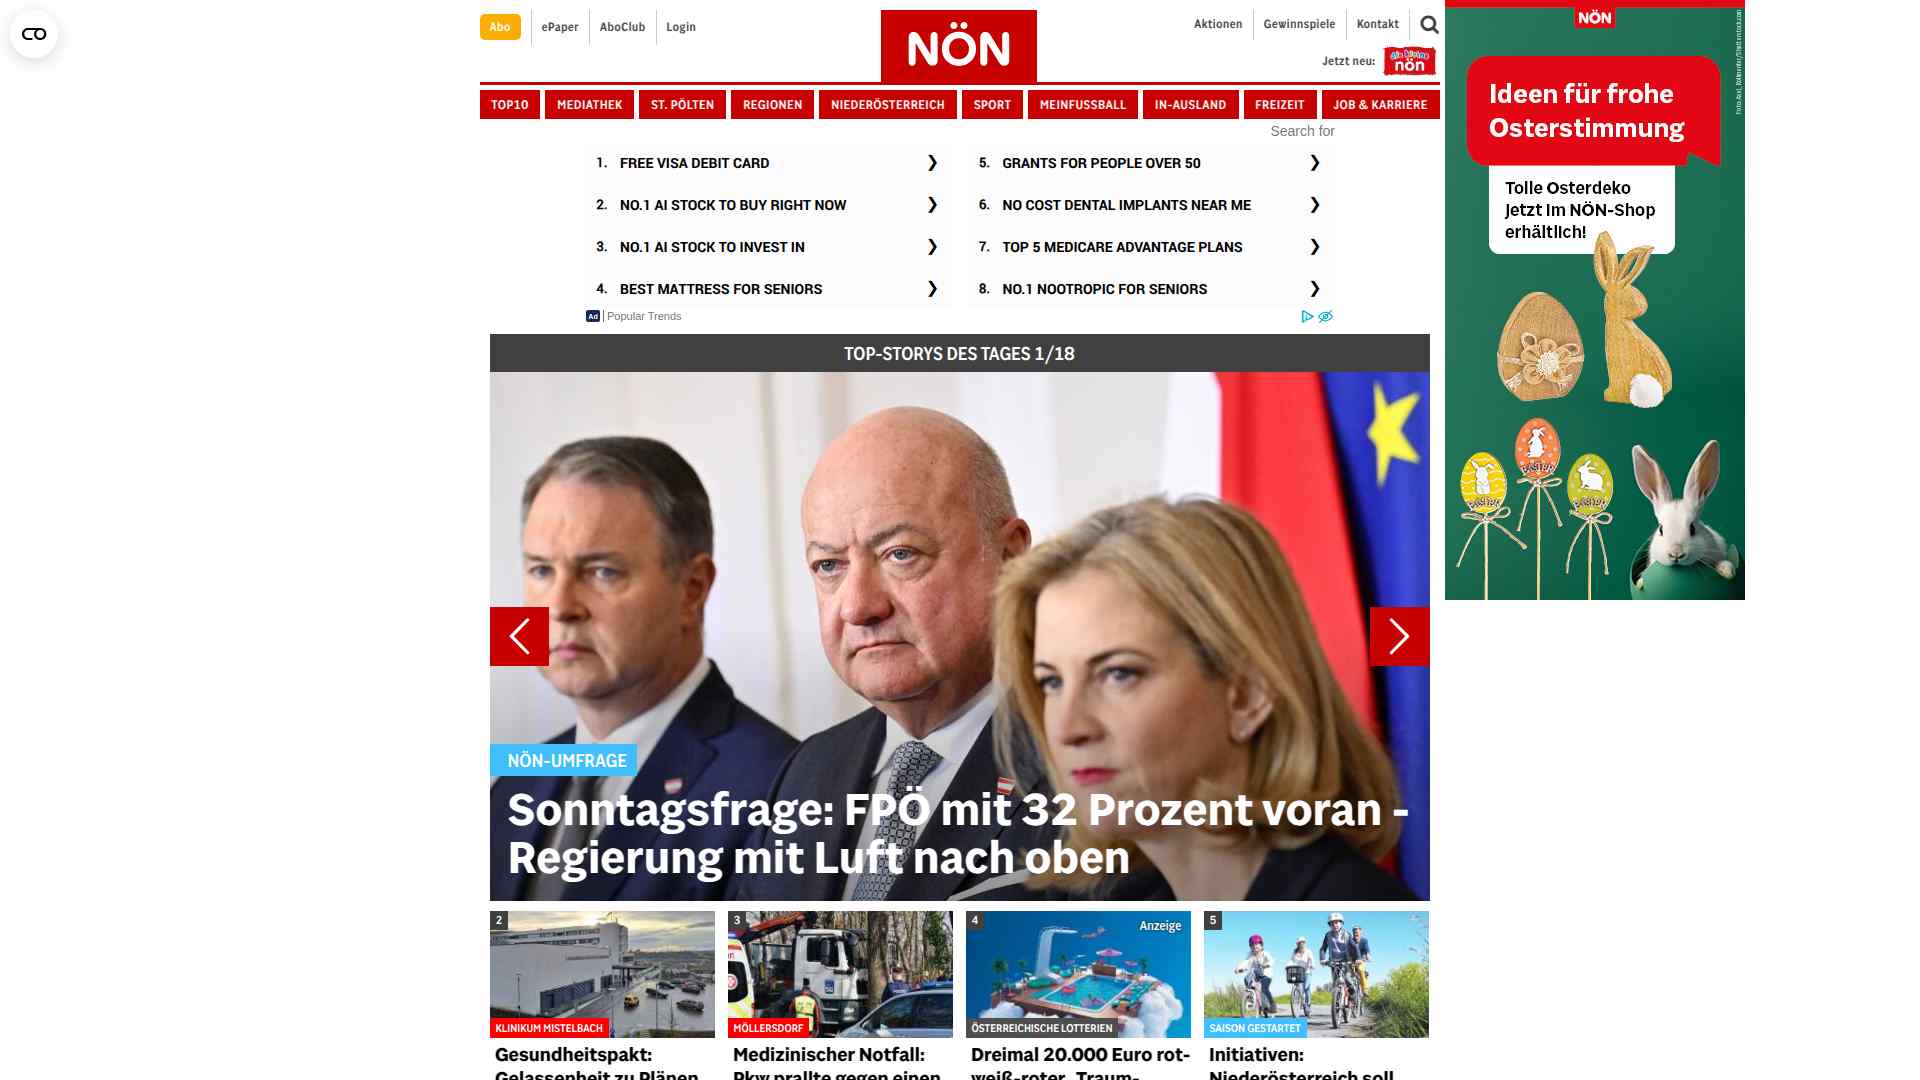 Abo
ePaper
AboClub
Login
NÖN
Aktionen
Gewinnspiele
Kontakt
Jetzt neu:
die kleine
nön
TOP10
MEDIATHEK
ST. PÖLTEN
REGIONEN
NIEDERÖSTERREICH
SPORT
MEINFUSSBALL
IN-AUSLAND
FREIZEIT
JOB & KARRIERE
Search for
1. FREE VISA DEBIT CARD
2. NO.1 AI STOCK TO BUY RIGHT NOW
3. NO.1 AI STOCK TO INVEST IN
4. BEST MATTRESS FOR SENIORS
5. GRANTS FOR PEOPLE OVER 50
6. NO COST DENTAL IMPLANTS NEAR ME
7. TOP 5 MEDICARE ADVANTAGE PLANS
8. NO.1 NOOTROPIC FOR SENIORS
Ad | Popular Trends
TOP-STORYS DES TAGES 1/18
NÖN-UMFRAGE
Sonntagsfrage: FPÖ mit 32 Prozent voran -
Regierung mit Luft nach oben
2
KLINIKUM MISTELBACH
Gesundheitspakt:
Gelassenheit zu Plänen
3
MÖLLERSDORF
Medizinischer Notfall:
Pkw prallte gegen einen
4
Anzeige
ÖSTERREICHISCHE LOTTERIEN
Dreimal 20.000 Euro rot-
weiß-roter „Traum-
5
SAISON GESTARTET
Initiativen:
Niederösterreich soll
NÖN
Ideen für frohe
Osterstimmung
Tolle Osterdeko
jetzt im NÖN-Shop
erhältlich!
EASTER
EASTER
EASTER